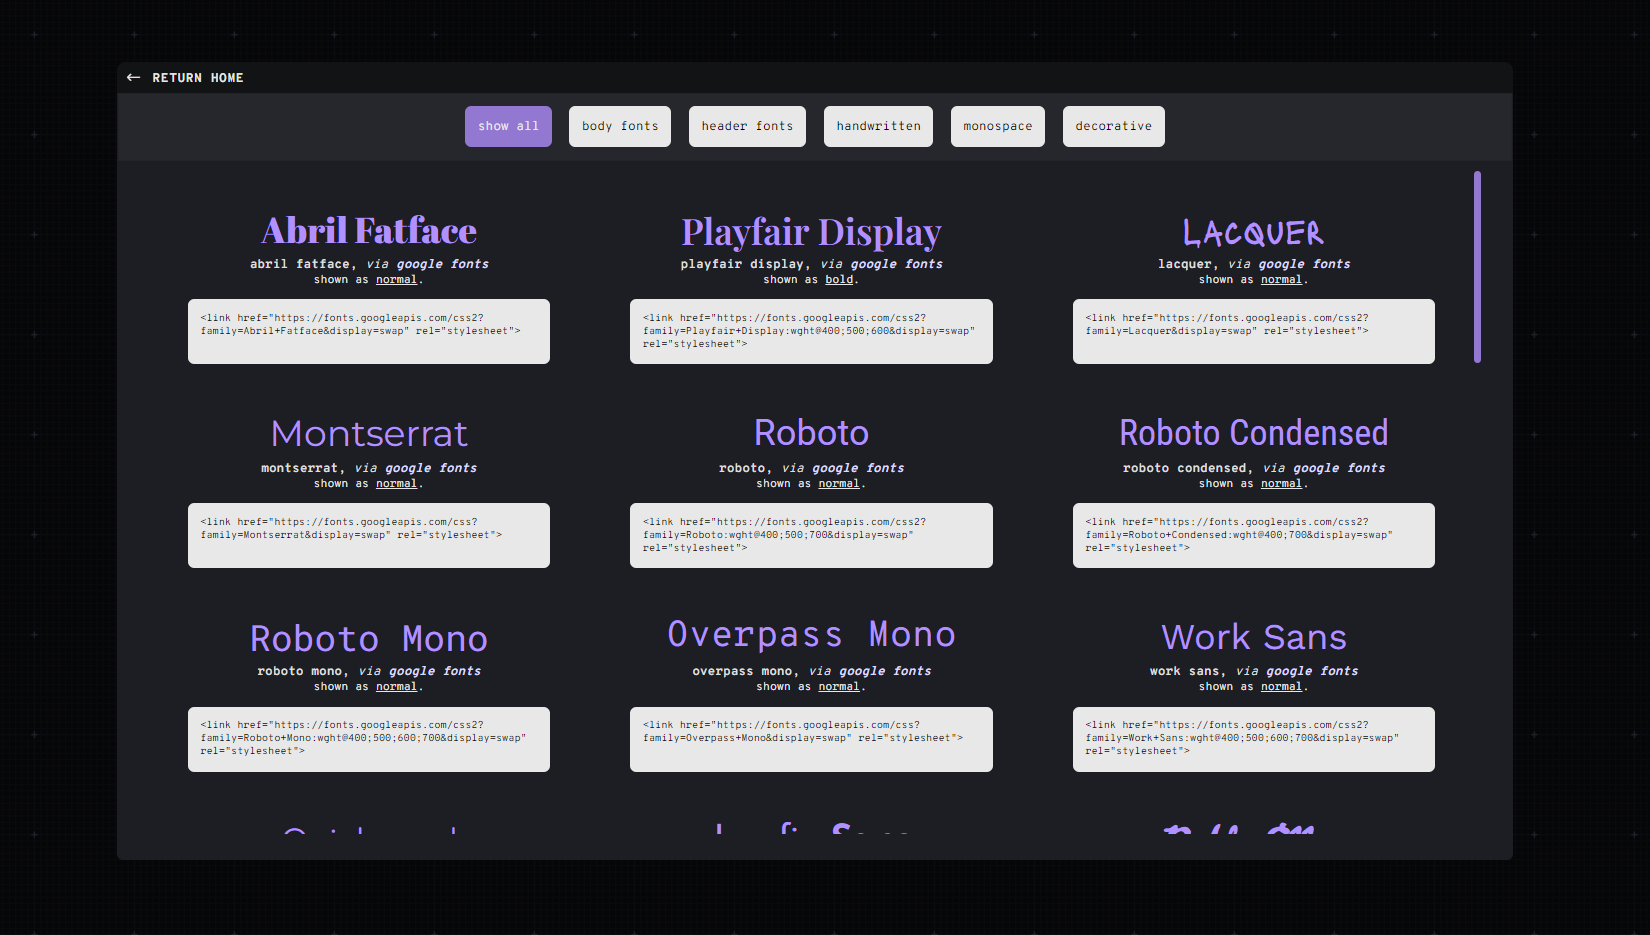 ← RETURN HOME
show all body fonts header fonts handwritten monospace decorative
Abril Fatface
abril fatface, via google fonts
shown as normal.
<link href="https://fonts.googleapis.com/css2?
family=Abril+Fatface&display=swap" rel="stylesheet">
Playfair Display
playfair display, via google fonts
shown as bold.
<link href="https://fonts.googleapis.com/css2?
family=Playfair+Display:wght@400;500;600&display=swap"
rel="stylesheet">
LACQUER
lacquer, via google fonts
shown as normal.
<link href="https://fonts.googleapis.com/css2?
family=Lacquer&display=swap" rel="stylesheet">
Montserrat
montserrat, via google fonts
shown as normal.
<link href="https://fonts.googleapis.com/css?
family=Montserrat&display=swap" rel="stylesheet">
Roboto
roboto, via google fonts
shown as normal.
<link href="https://fonts.googleapis.com/css2?
family=Roboto:wght@400;500;700&display=swap"
rel="stylesheet">
Roboto Condensed
roboto condensed, via google fonts
shown as normal.
<link href="https://fonts.googleapis.com/css2?
family=Roboto+Condensed:wght@400;700&display=swap"
rel="stylesheet">
Roboto Mono
roboto mono, via google fonts
shown as normal.
<link href="https://fonts.googleapis.com/css2?
family=Roboto+Mono:wght@400;500;600;700&display=swap"
rel="stylesheet">
Overpass Mono
overpass mono, via google fonts
shown as normal.
<link href="https://fonts.googleapis.com/css?
family=Overpass+Mono&display=swap" rel="stylesheet">
Work Sans
work sans, via google fonts
shown as normal.
<link href="https://fonts.googleapis.com/css2?
family=Work+Sans:wght@400;500;600;700&display=swap"
rel="stylesheet">